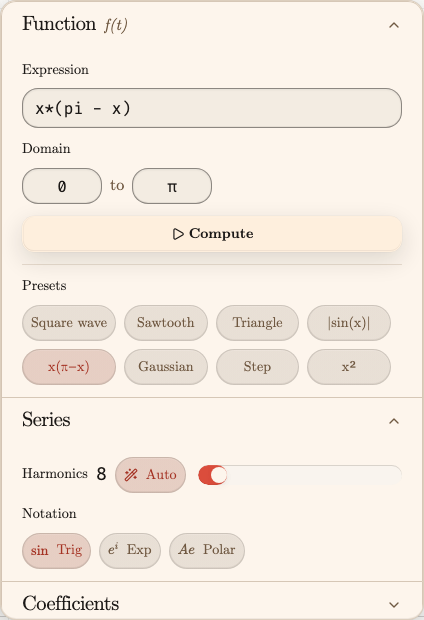 Function f(t)
Expression
x*(pi - x)
Domain
0 to π
Compute
Presets
Square wave Sawtooth Triangle |sin(x)|
x(π−x) Gaussian Step x²
Series
Harmonics 8 Auto
Notation
sin Trig eⁱ Exp Ae Polar
Coefficients